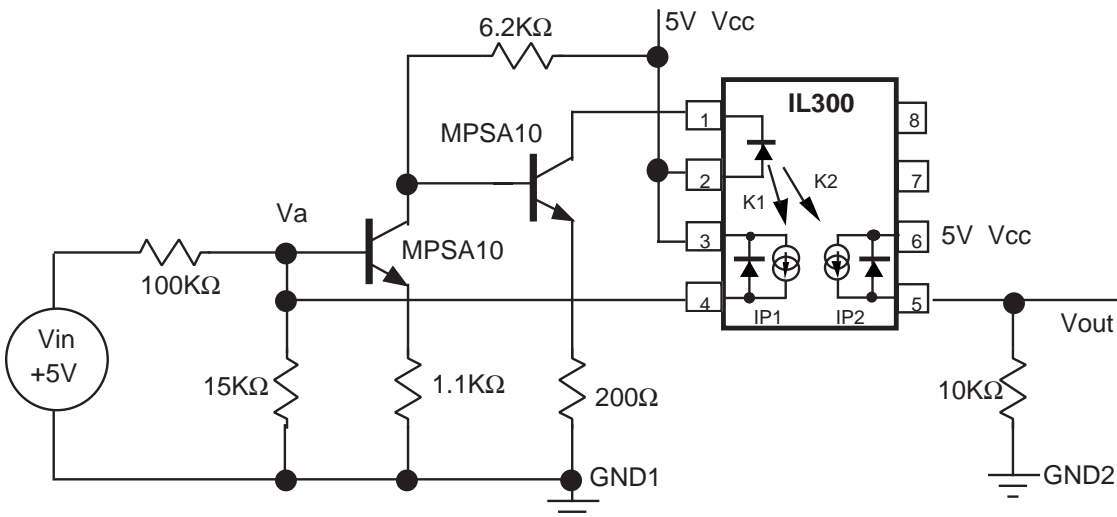 6.2KΩ
5V Vcc
IL300
MPSA10
1
8
2
7
K1
K2
Va
MPSA10
3
6
5V Vcc
100KΩ
4
5
IP1
IP2
Vout
Vin
+5V
15KΩ
1.1KΩ
200Ω
10KΩ
GND1
GND2